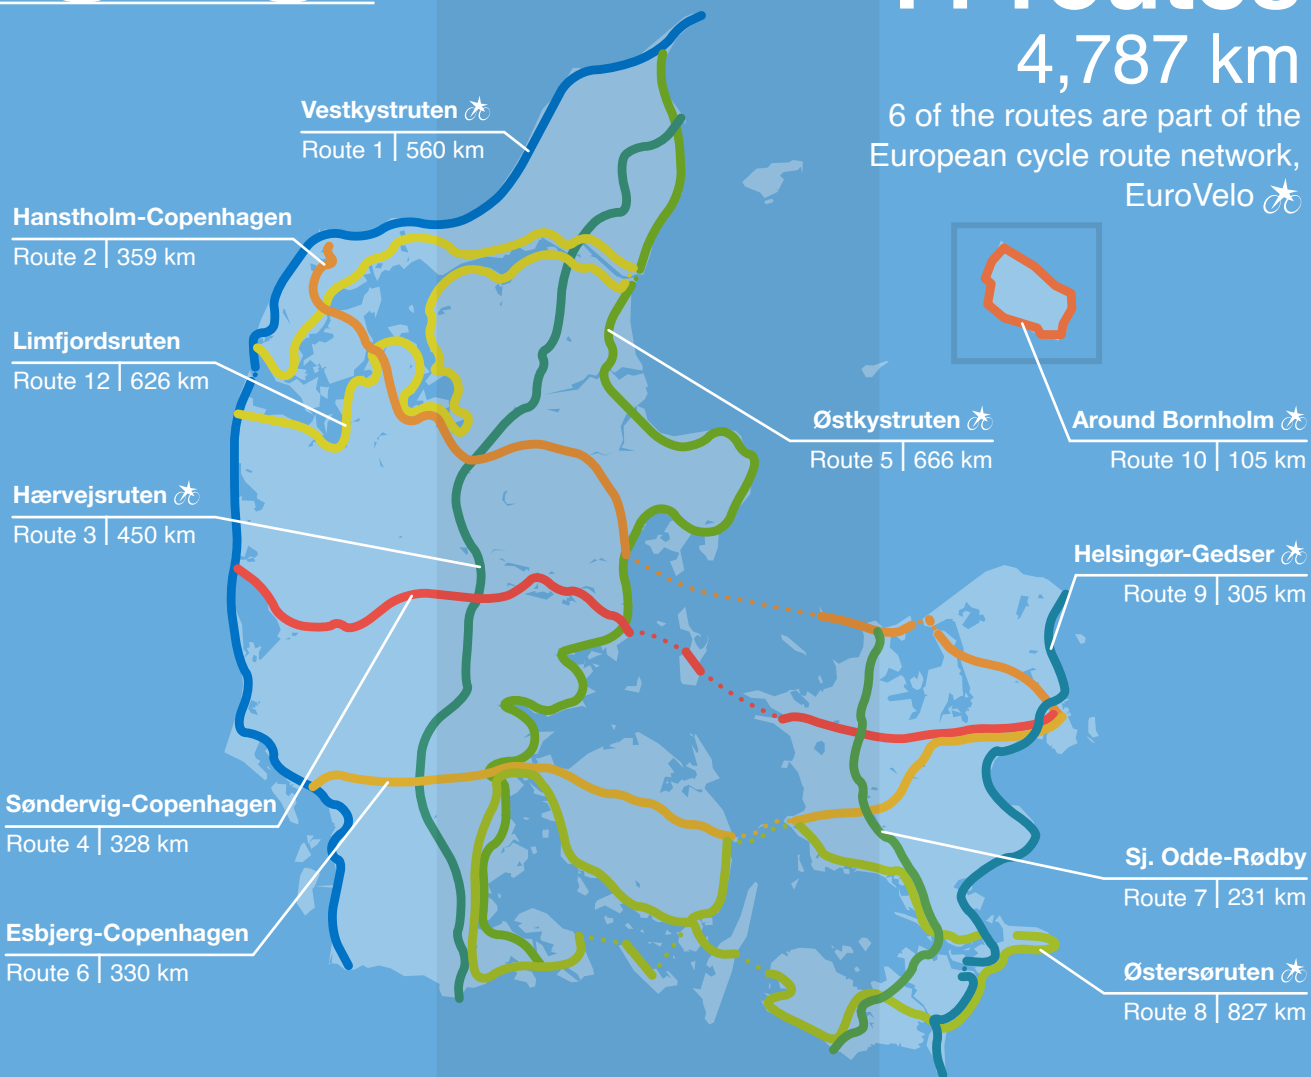 routes
4,787 km
6 of the routes are part of the
European cycle route network,
EuroVelo
Vestkystruten
Route 1 | 560 km
Hanstholm-Copenhagen
Route 2 | 359 km
Limfjordsruten
Route 12 | 626 km
Østkystruten
Route 5 | 666 km
Around Bornholm
Route 10 | 105 km
Hærvejsruten
Route 3 | 450 km
Helsingør-Gedser
Route 9 | 305 km
Søndervig-Copenhagen
Route 4 | 328 km
Sj. Odde-Rødby
Route 7 | 231 km
Esbjerg-Copenhagen
Route 6 | 330 km
Østersøruten
Route 8 | 827 km